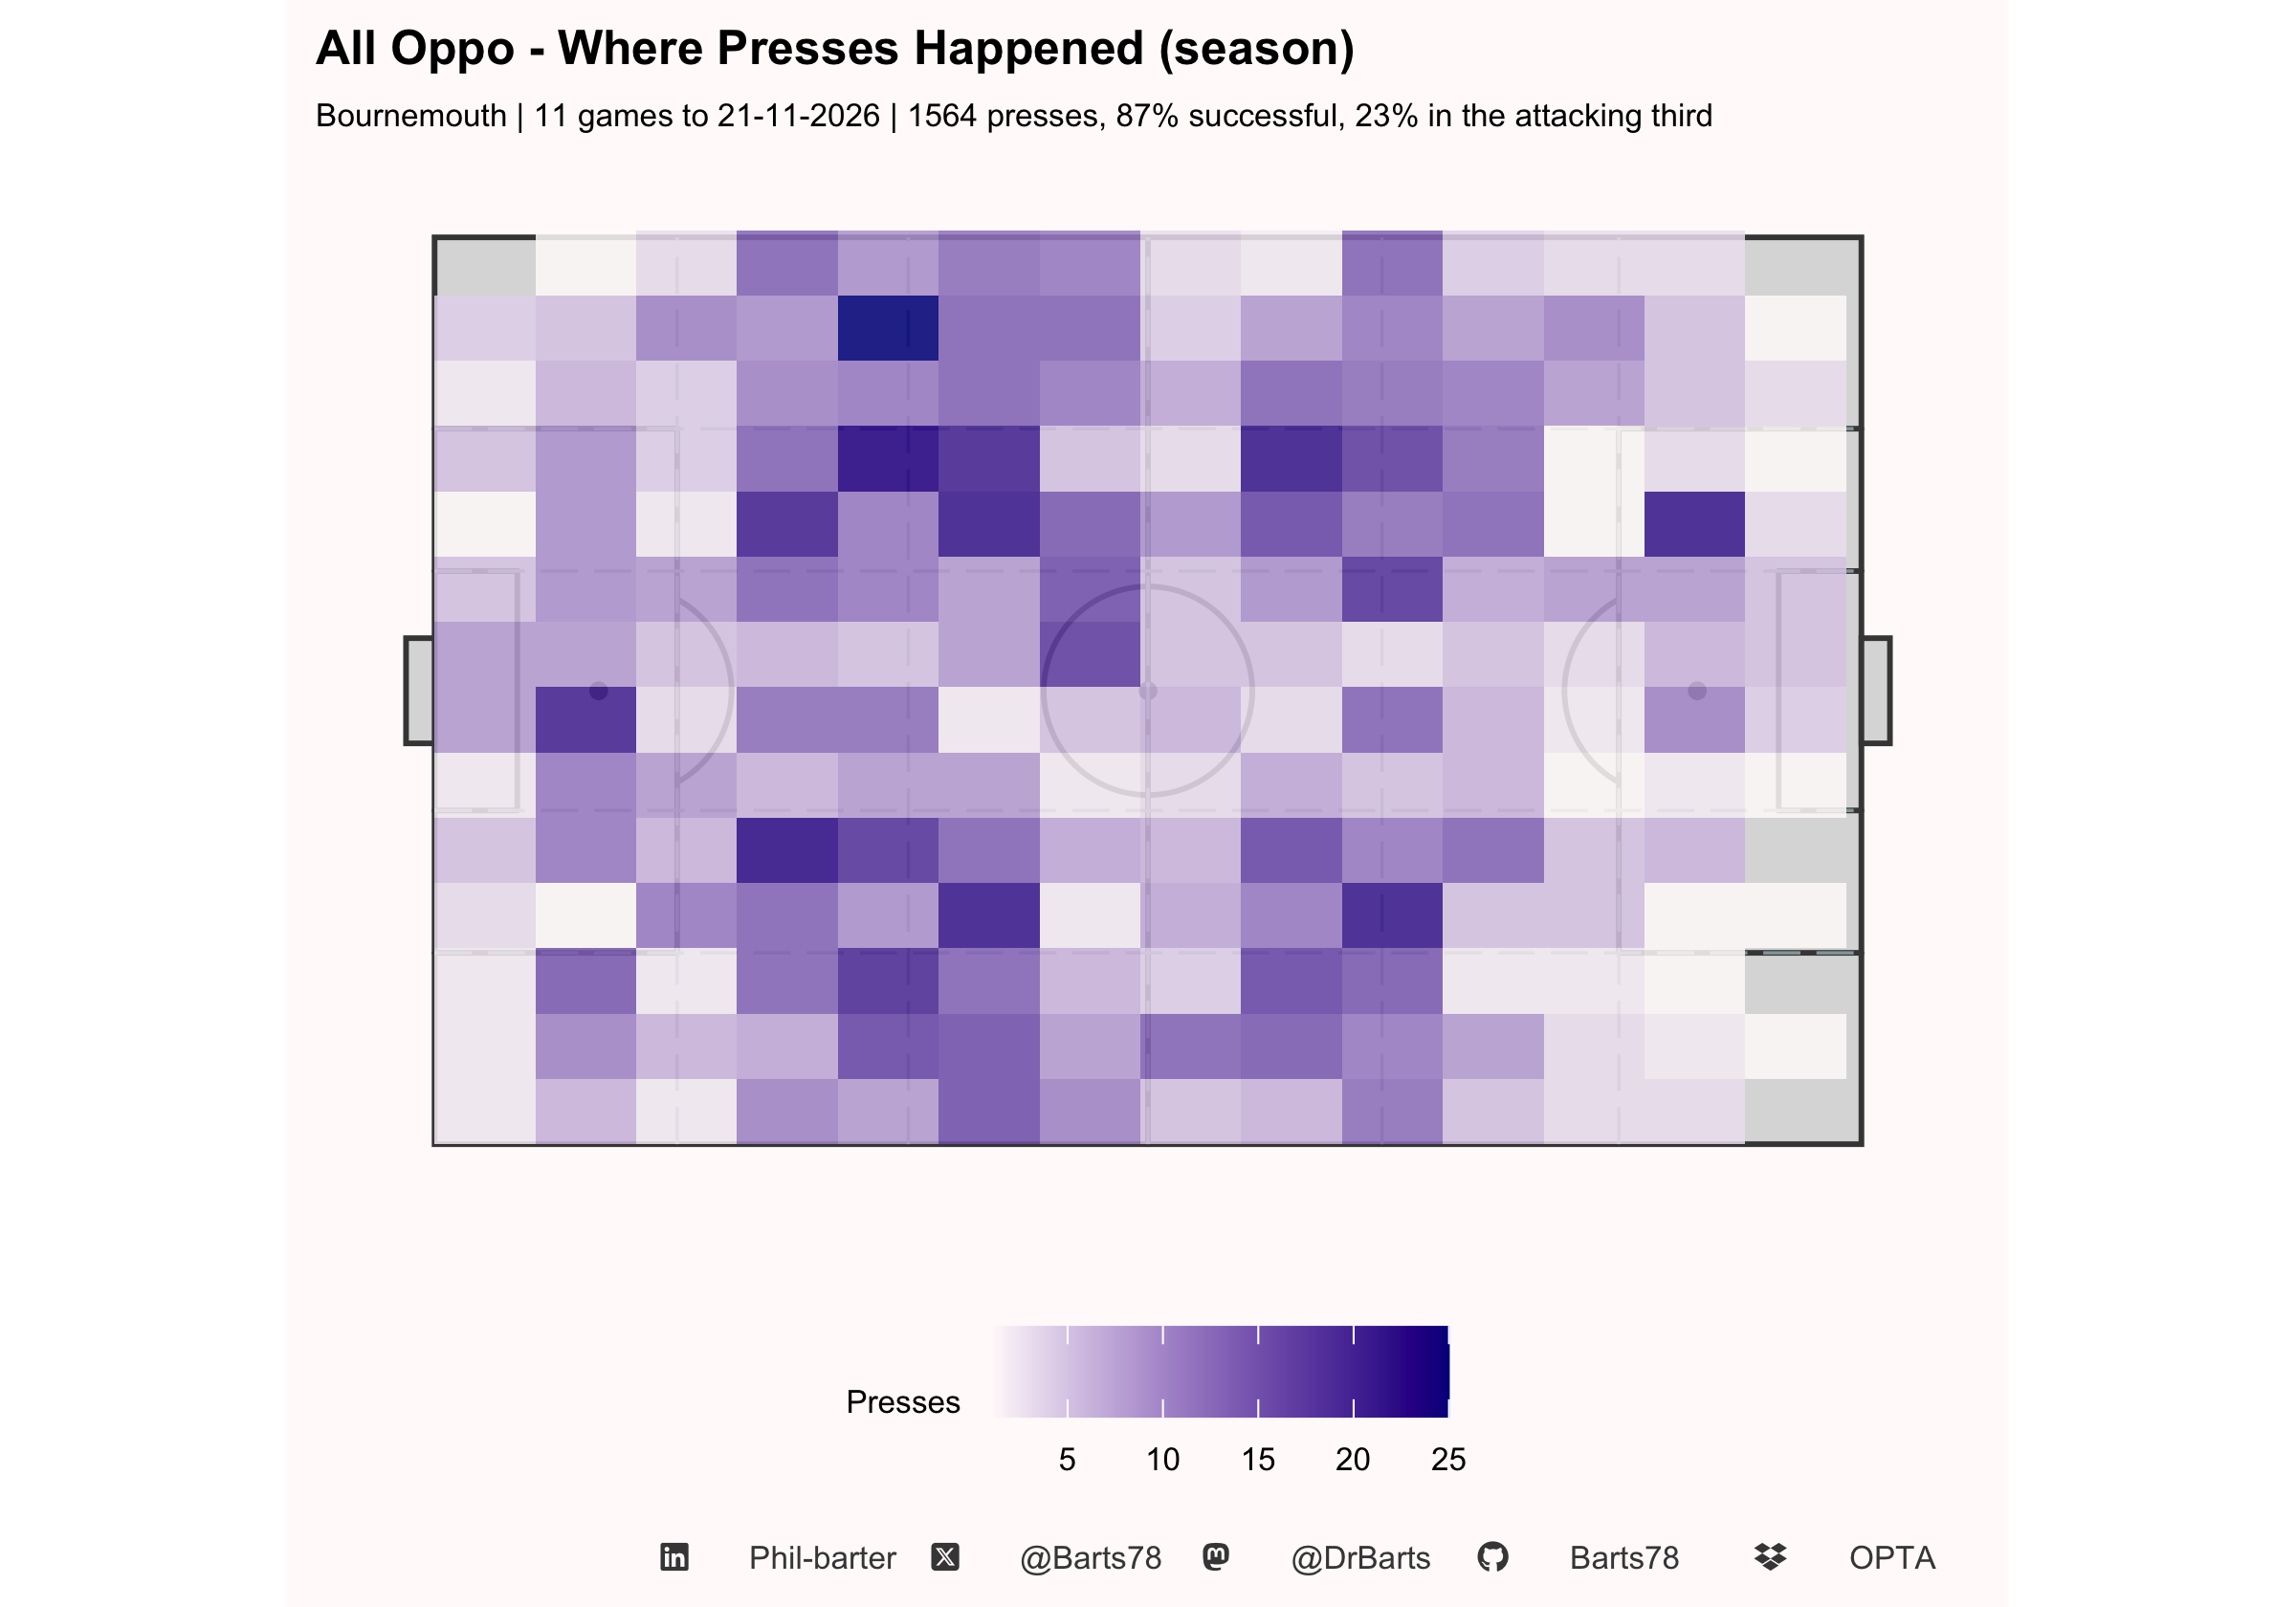 All Oppo - Where Presses Happened (season)
Bournemouth | 11 games to 21-11-2026 | 1564 presses, 87% successful, 23% in the attacking third
Presses
5 10 15 20 25
Phil-barter @Barts78 @DrBarts Barts78 OPTA